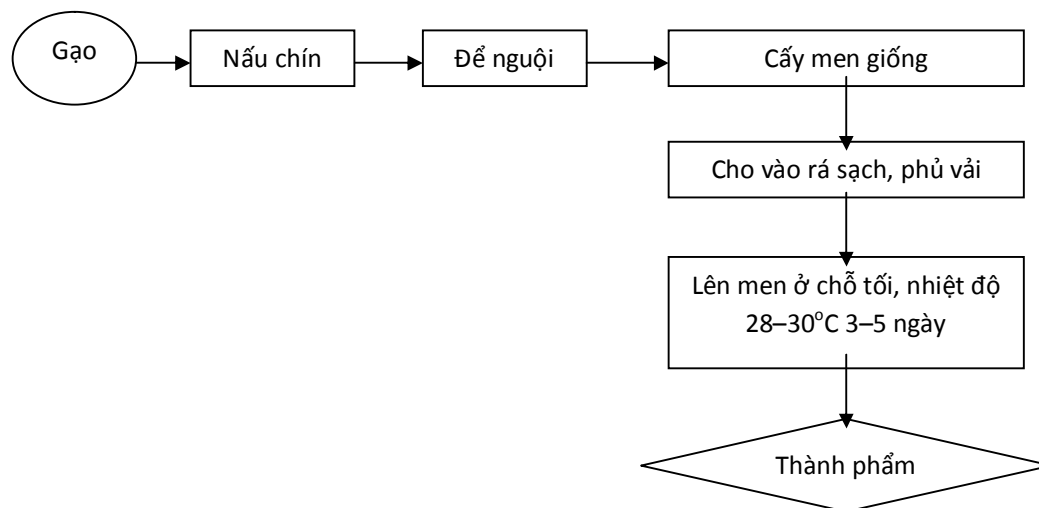 Gạo
Nấu chín
Để nguội
Cấy men giống
Cho vào rá sạch, phủ vải
Lên men ở chỗ tối, nhiệt độ
28–30°C 3–5 ngày
Thành phẩm